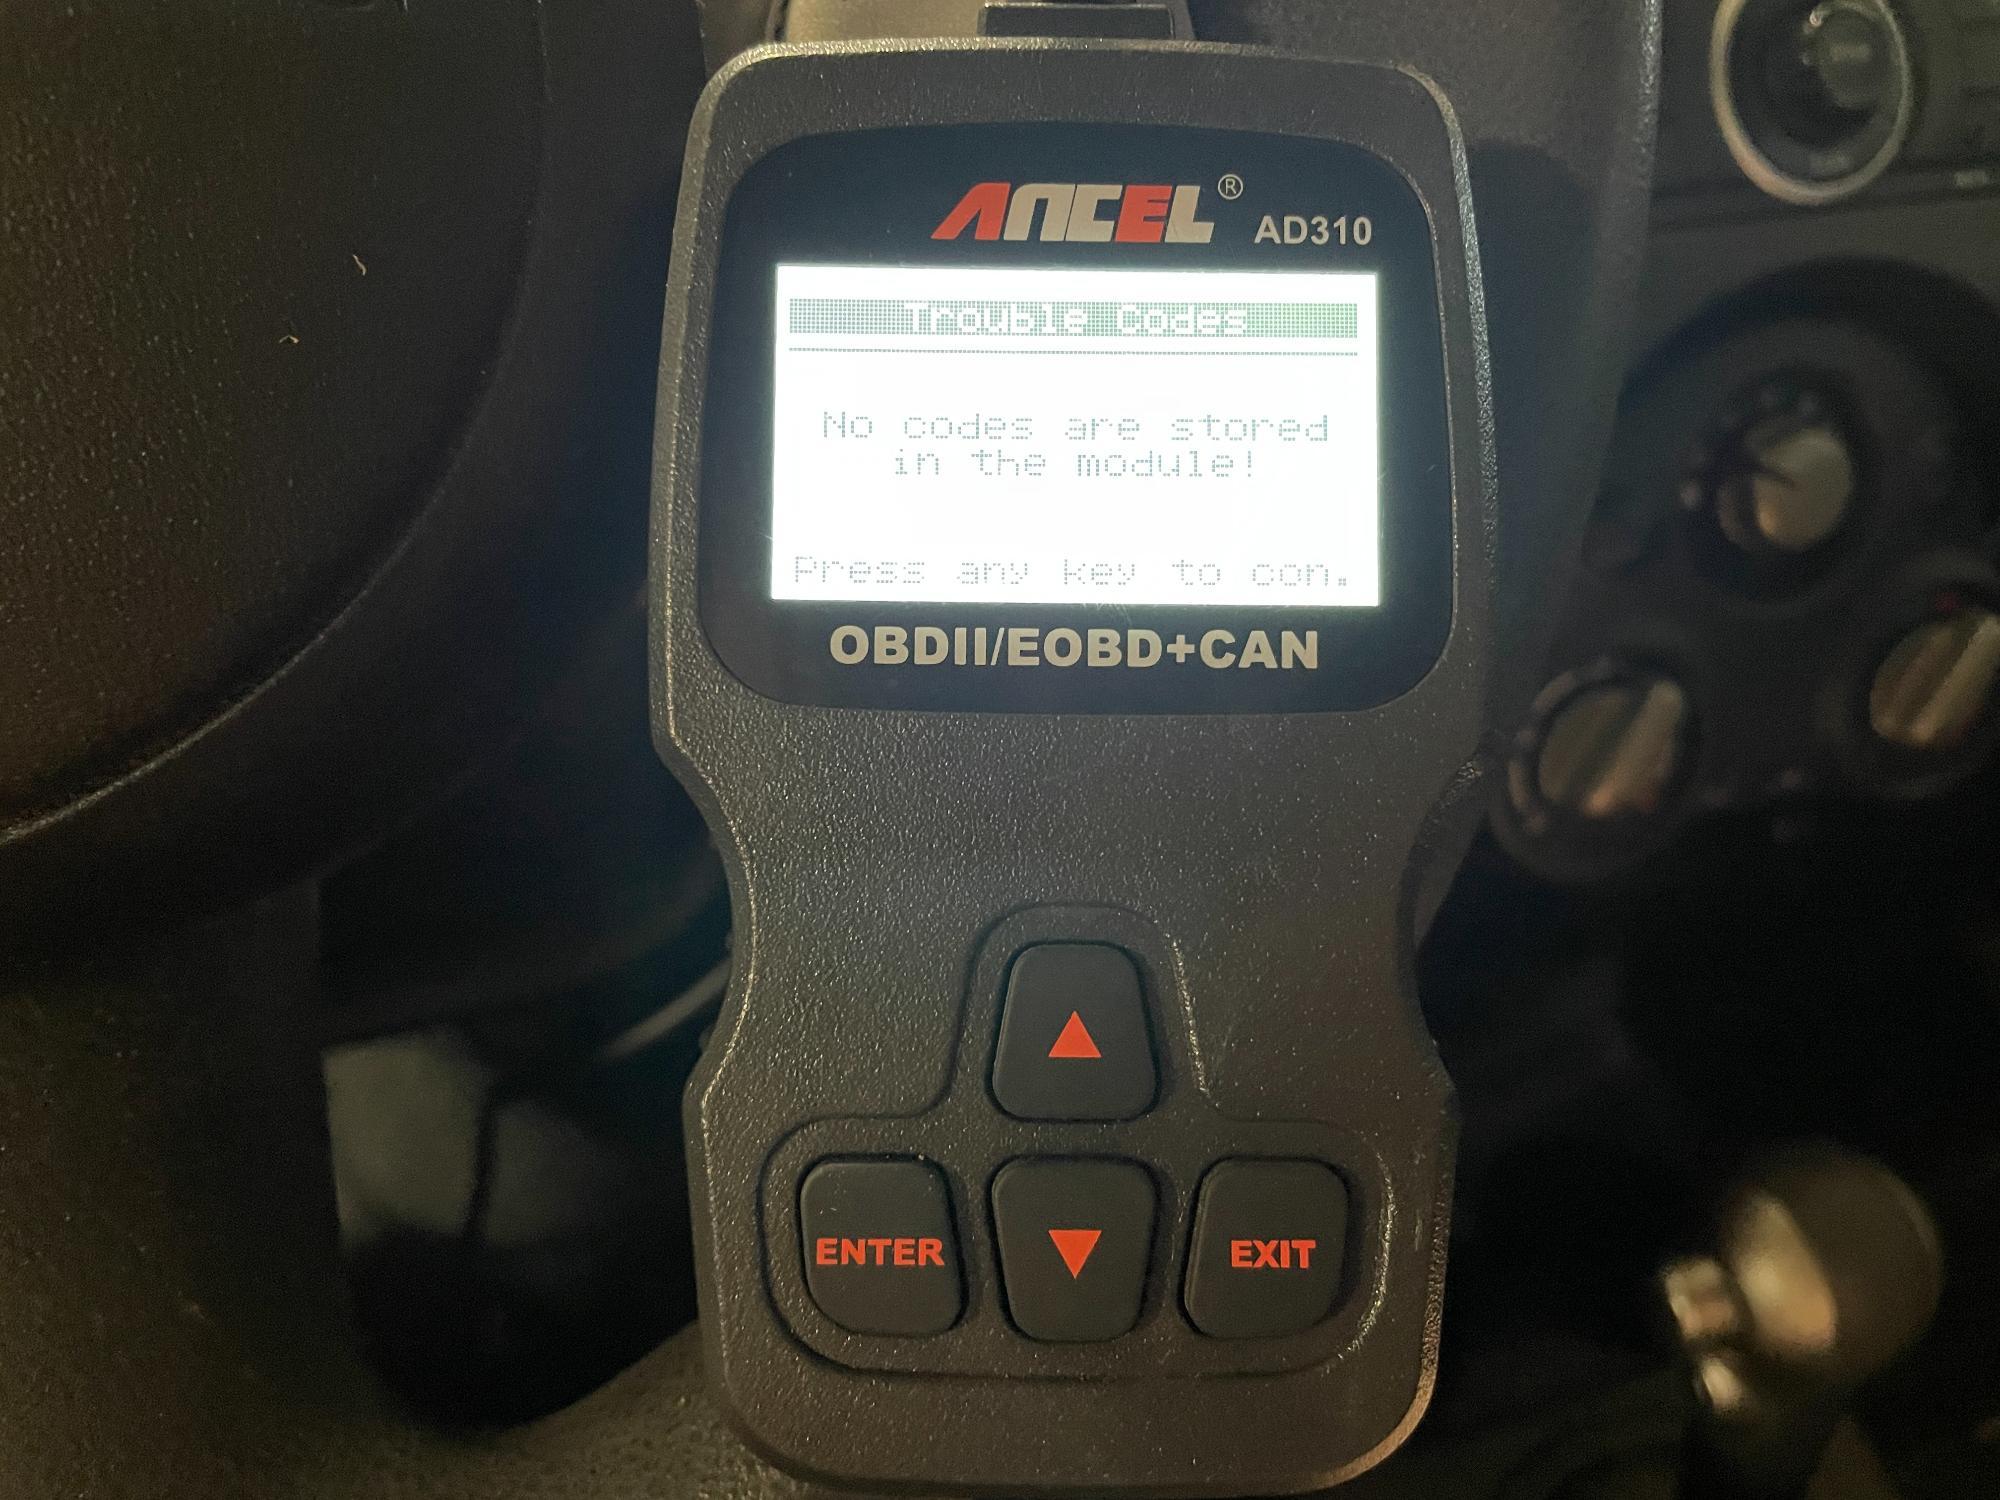 ANCEL® AD310
Trouble Codes
No codes are stored
in the module!
Press any key to con.
OBDII/EOBD+CAN
ENTER
EXIT